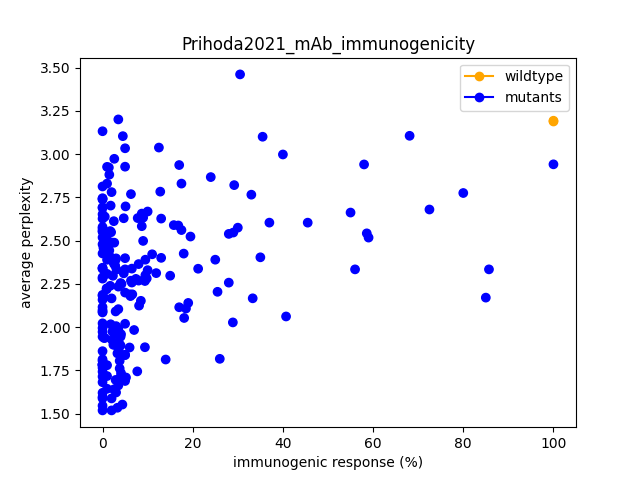 Prihoda2021_mAb_immunogenicity
wildtype
mutants
3.50
3.25
3.00
2.75
2.50
2.25
2.00
1.75
1.50
average perplexity
0 20 40 60 80 100
immunogenic response (%)